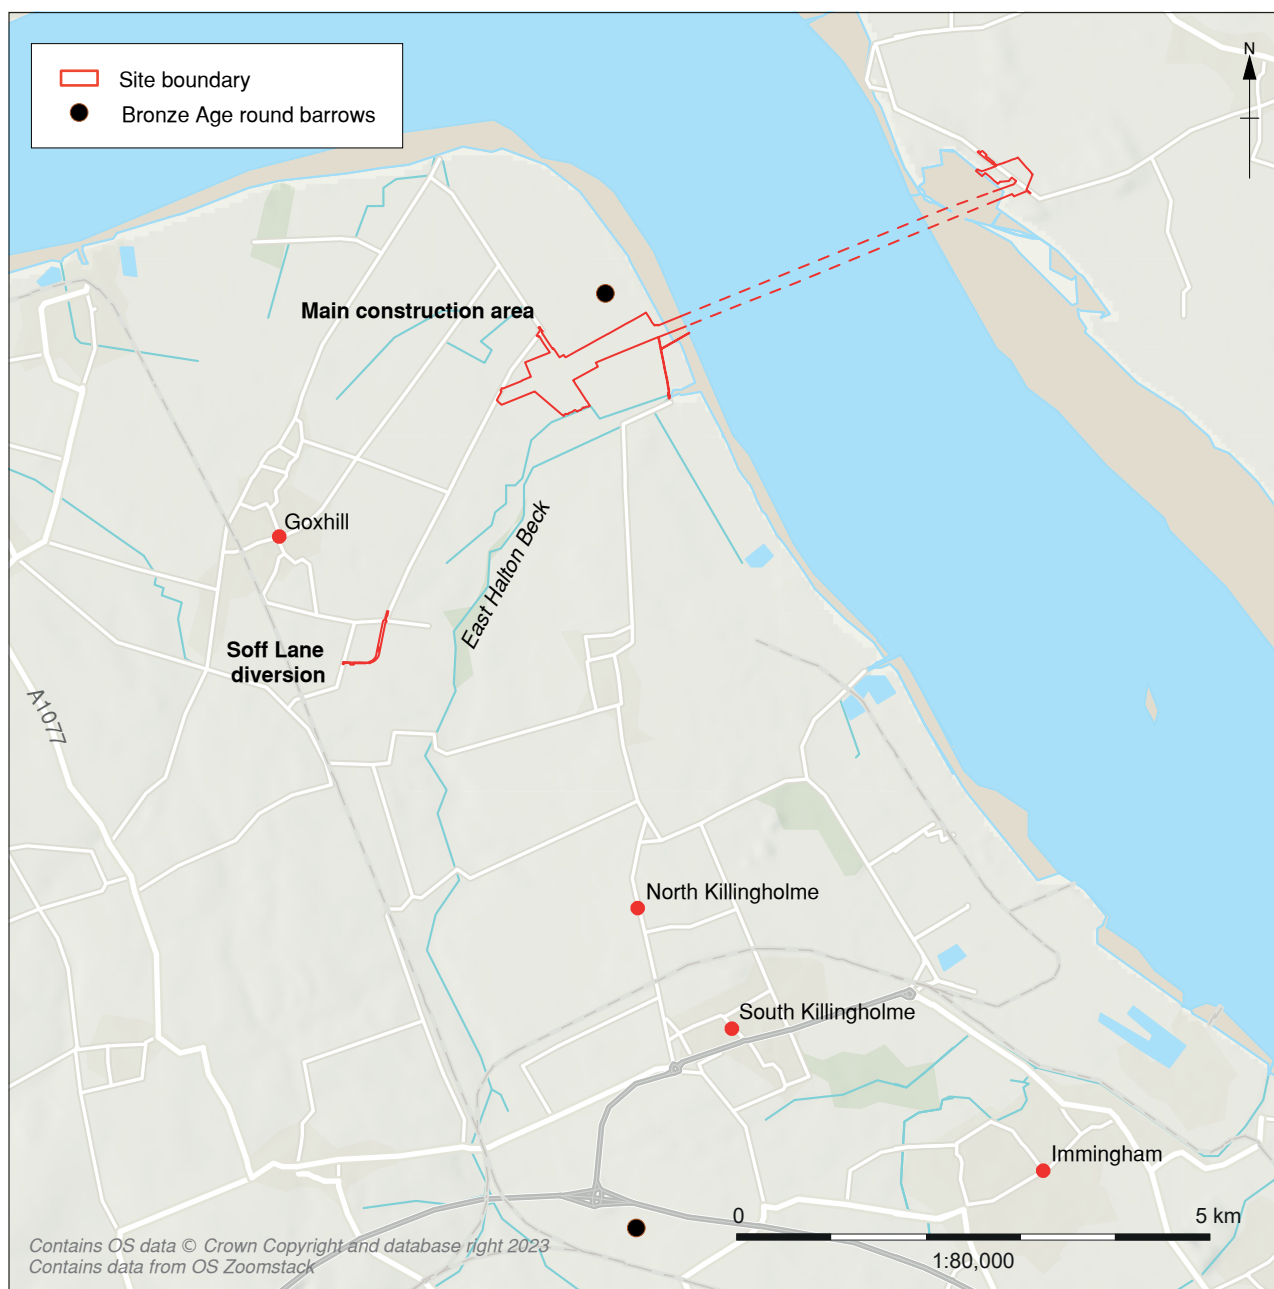 Site boundary
Bronze Age round barrows
N
Main construction area
Goxhill
East Halton Beck
Soff Lane
diversion
A1077
North Killingholme
South Killingholme
Immingham
0 5 km
1:80,000
Contains OS data © Crown Copyright and database right 2023
Contains data from OS Zoomstack